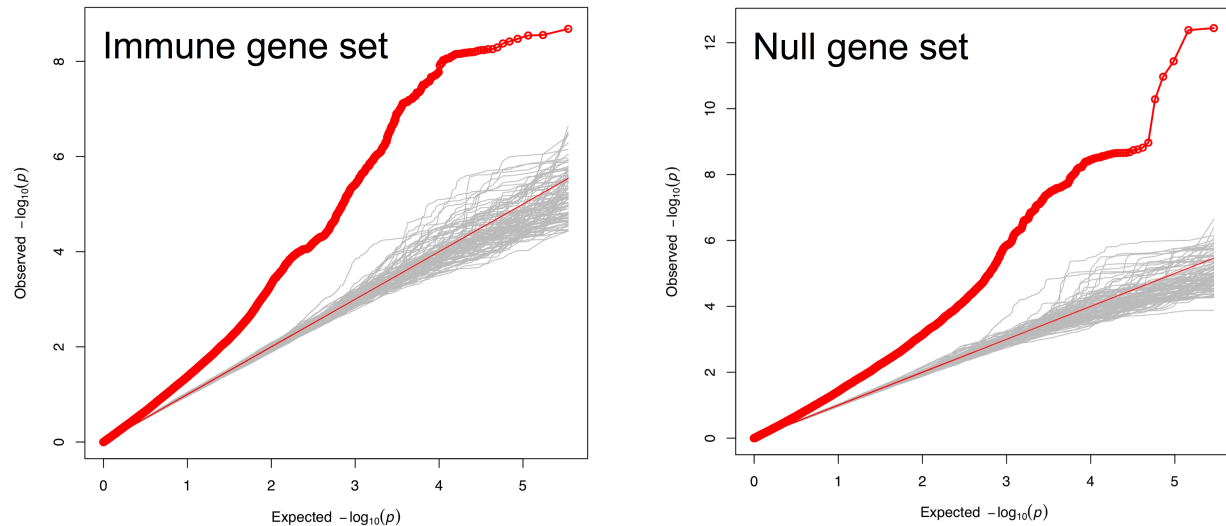 Immune gene set
8
6
4
2
0
Observed −log₁₀(p)
0 1 2 3 4 5
Expected −log₁₀(p)
Null gene set
12
10
8
6
4
2
0
Observed −log₁₀(p)
0 1 2 3 4 5
Expected −log₁₀(p)